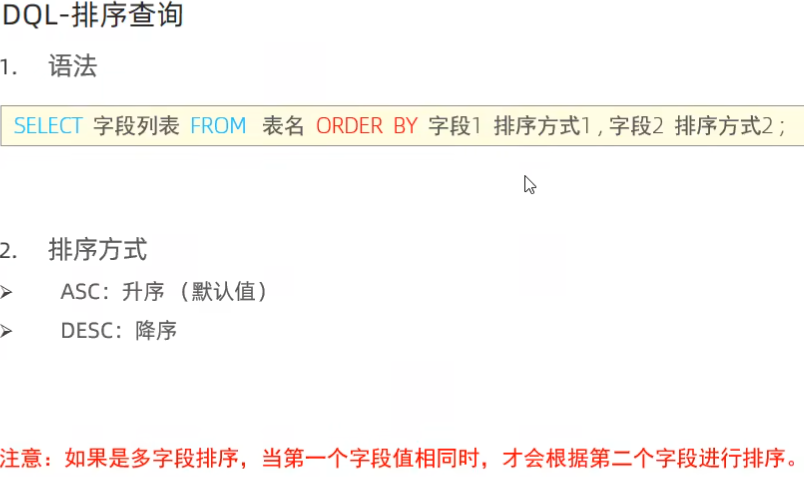 DQL-排序查询
1. 语法
SELECT 字段列表 FROM 表名 ORDER BY 字段1 排序方式1 , 字段2 排序方式2 ;
2. 排序方式
➢ ASC：升序（默认值）
➢ DESC：降序
注意：如果是多字段排序，当第一个字段值相同时，才会根据第二个字段进行排序。